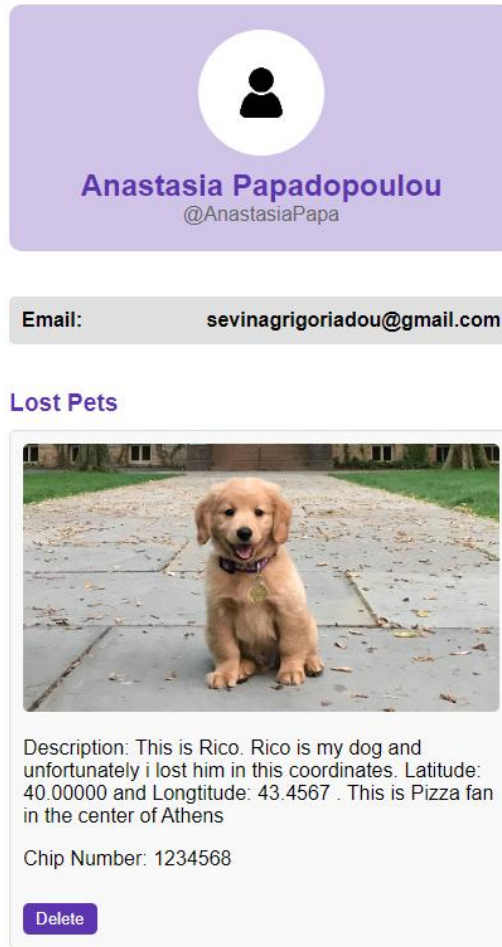 Anastasia Papadopoulou
@AnastasiaPapa
Email: sevinagrigoriadou@gmail.com
Lost Pets
Description: This is Rico. Rico is my dog and
unfortunately i lost him in this coordinates. Latitude:
40.00000 and Longtitude: 43.4567 . This is Pizza fan
in the center of Athens
Chip Number: 1234568
Delete